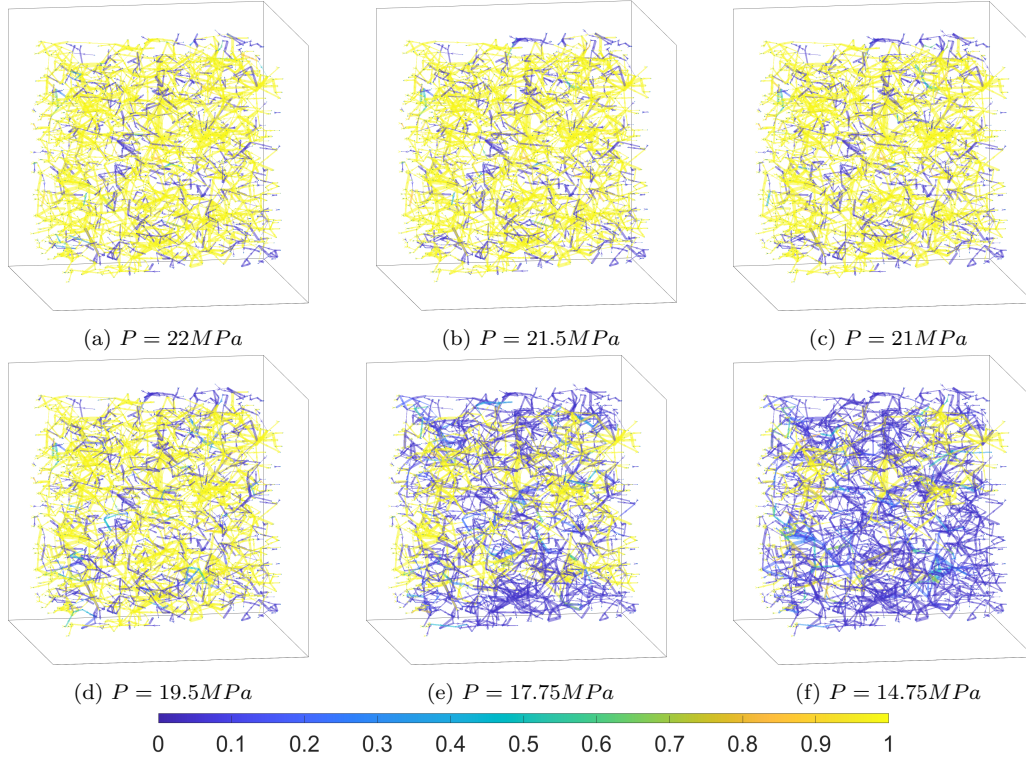 (a) P = 22MPa
(b) P = 21.5MPa
(c) P = 21MPa
(d) P = 19.5MPa
(e) P = 17.75MPa
(f) P = 14.75MPa
0 0.1 0.2 0.3 0.4 0.5 0.6 0.7 0.8 0.9 1